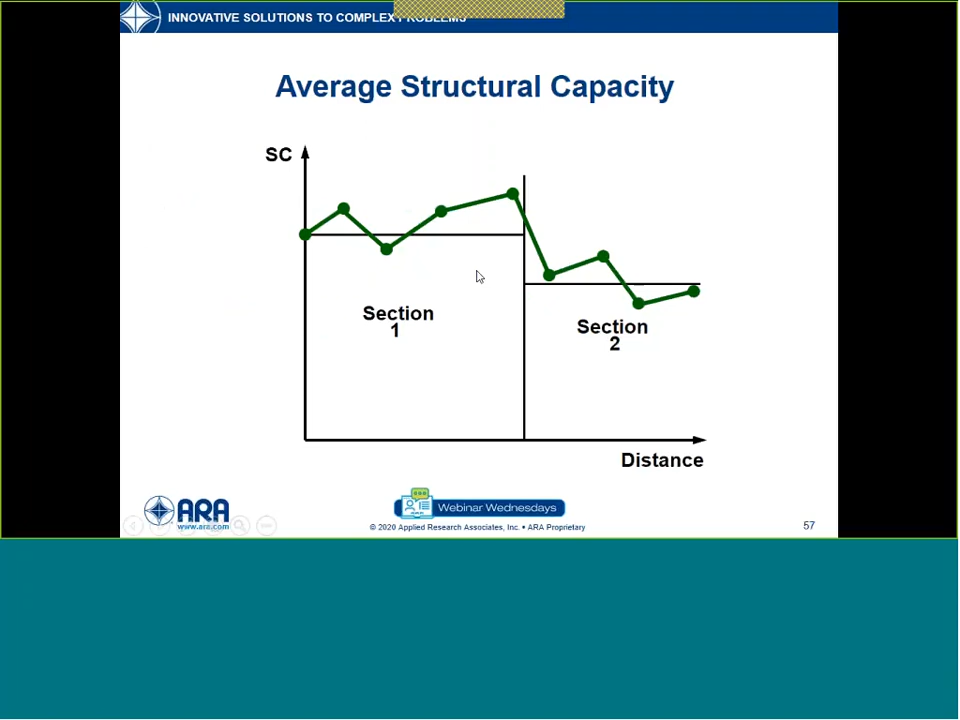 INNOVATIVE SOLUTIONS TO COMPLEX PROBLEMS
Average Structural Capacity
SC
Section
1
Section
2
Distance
ARA
www.ara.com
Webinar Wednesdays
© 2020 Applied Research Associates, Inc. • ARA Proprietary
57